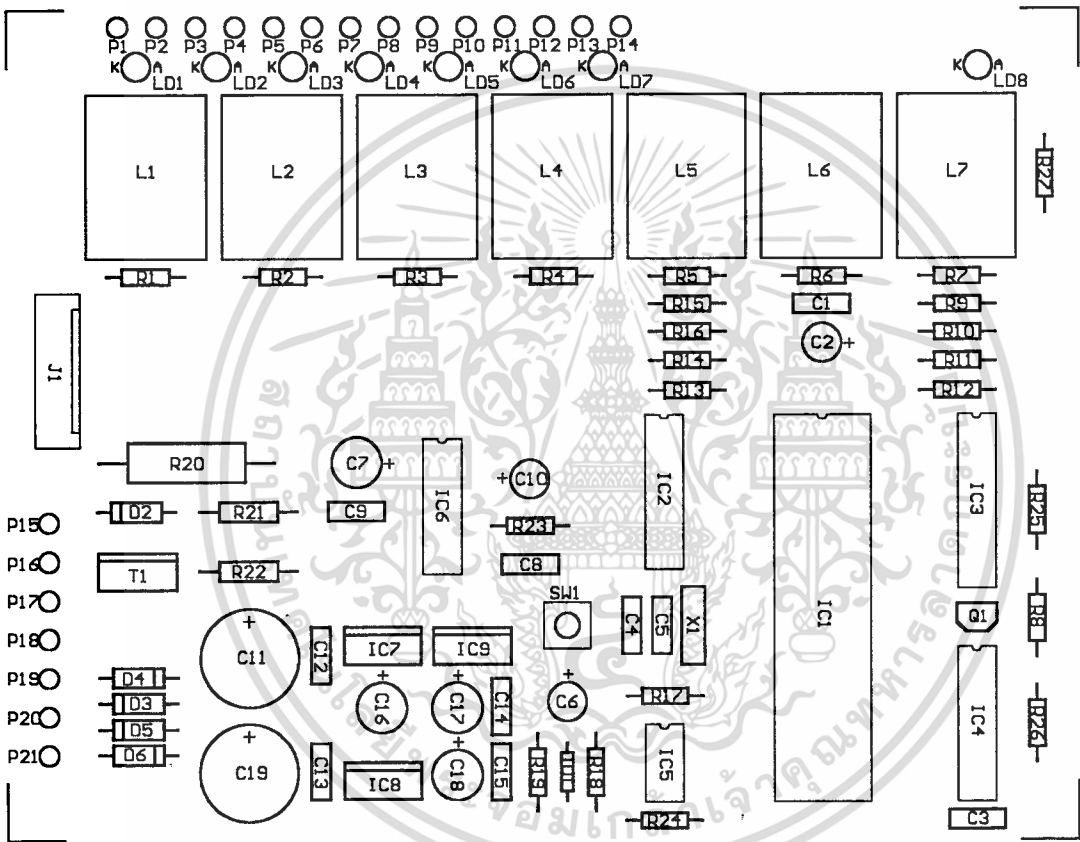 P1 P2 P3 P4 P5 P6 P7 P8 P9 P10 P11 P12 P13 P14
K A K A K A K A K A K A K A K A
LD1 LD2 LD3 LD4 LD5 LD6 LD7 LD8
L1 L2 L3 L4 L5 L6 L7 R27
R1 R2 R3 R4 R5 R6 R7
R15 C1 R9
R16 C2 + R10
J1 R14 R11
R13 R12
R20 C7 + IC6 + C10 IC2 IC1 IC3
P15 D2 R21 C9 R23 R25
P16 T1 R22 C8
P17 SW1 C4 C5 X1 Q1 R8
P18 + C11 C12 IC7 IC9
P19 D4 + C16 + C17 C14 + C6 R17
P20 D3 IC4 R26
D5
P21 D6 + C19 C13 IC8 + C18 C15 R19 R18 IC5
R24 C3